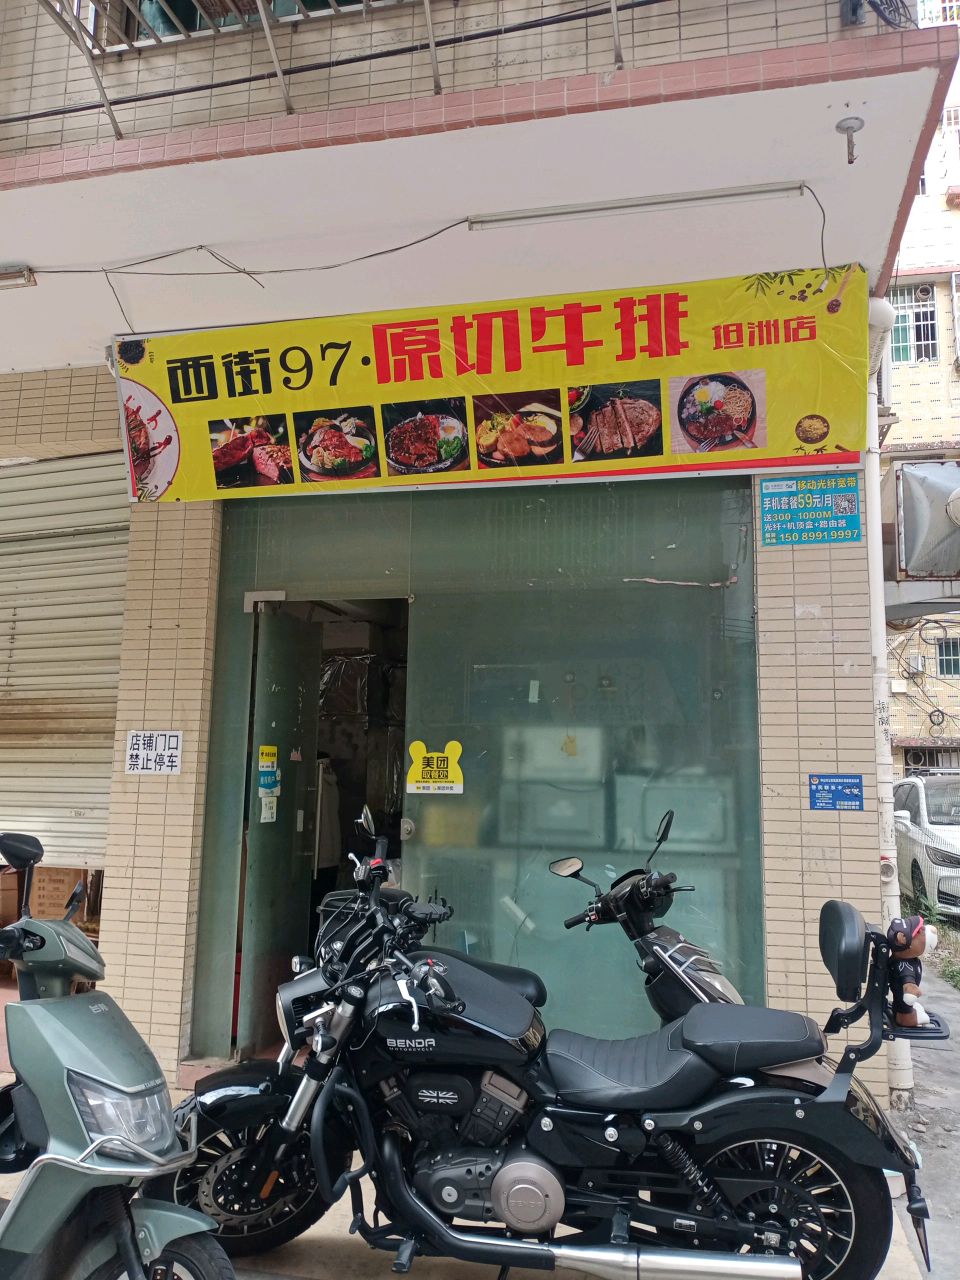 西街97·原切牛排 坦洲店
移动光纤宽带
手机套餐59元/月
送300-1000M
光纤+机顶盒+路由器
150 8991 9997
店铺门口
禁止停车
美团
取餐处
BENDA
MOTORCYCLE